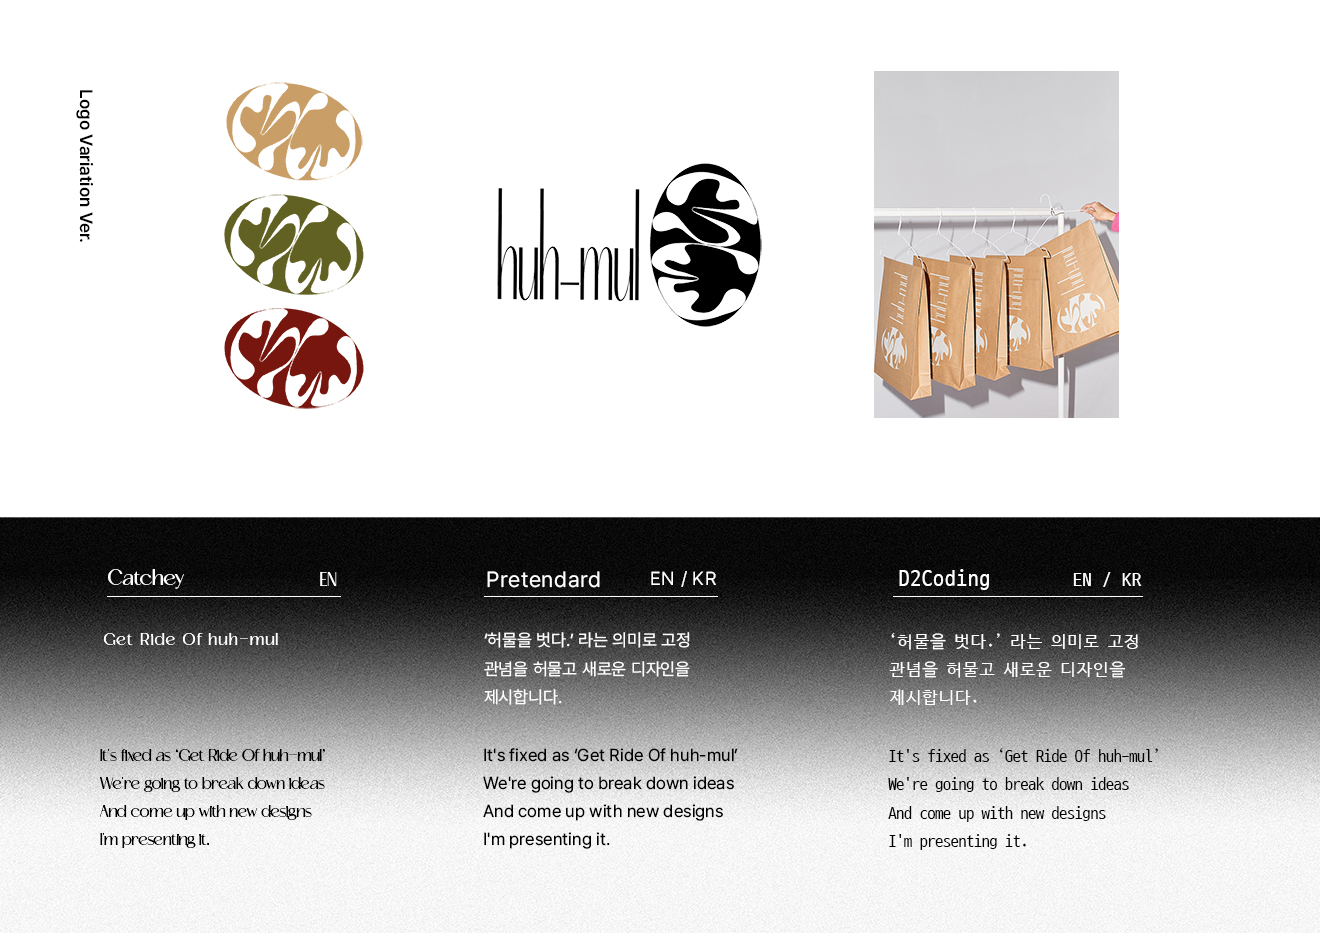 Logo Variation Ver.
huh-mul
Catchey EN
Get Ride Of huh-mul
It's fixed as ‘Get Ride Of huh-mul’
We're going to break down ideas
And come up with new designs
I'm presenting it.
Pretendard EN / KR
‘허물을 벗다.’ 라는 의미로 고정
관념을 허물고 새로운 디자인을
제시합니다.
It's fixed as ‘Get Ride Of huh-mul’
We're going to break down ideas
And come up with new designs
I'm presenting it.
D2Coding EN / KR
‘허물을 벗다.’ 라는 의미로 고정
관념을 허물고 새로운 디자인을
제시합니다.
It's fixed as ‘Get Ride Of huh-mul’
We're going to break down ideas
And come up with new designs
I'm presenting it.